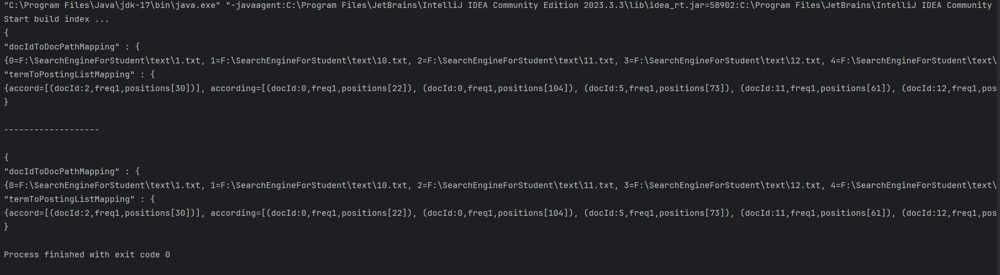 "C:\Program Files\Java\jdk-17\bin\java.exe" "-javaagent:C:\Program Files\JetBrains\IntelliJ IDEA Community Edition 2023.3.3\lib\idea_rt.jar=58902:C:\Program Files\JetBrains\IntelliJ IDEA Community
Start build index ...
{
"docIdToDocPathMapping" : {
{0=F:\SearchEngineForStudent\text\1.txt, 1=F:\SearchEngineForStudent\text\10.txt, 2=F:\SearchEngineForStudent\text\11.txt, 3=F:\SearchEngineForStudent\text\12.txt, 4=F:\SearchEngineForStudent\text\
"termToPostingListMapping" : {
{accord=[(docId:2,freq1,positions[30])], according=[(docId:0,freq1,positions[22]), (docId:0,freq1,positions[104]), (docId:5,freq1,positions[73]), (docId:11,freq1,positions[61]), (docId:12,freq1,pos
}
-------------------
{
"docIdToDocPathMapping" : {
{0=F:\SearchEngineForStudent\text\1.txt, 1=F:\SearchEngineForStudent\text\10.txt, 2=F:\SearchEngineForStudent\text\11.txt, 3=F:\SearchEngineForStudent\text\12.txt, 4=F:\SearchEngineForStudent\text\
"termToPostingListMapping" : {
{accord=[(docId:2,freq1,positions[30])], according=[(docId:0,freq1,positions[22]), (docId:0,freq1,positions[104]), (docId:5,freq1,positions[73]), (docId:11,freq1,positions[61]), (docId:12,freq1,pos
}
Process finished with exit code 0